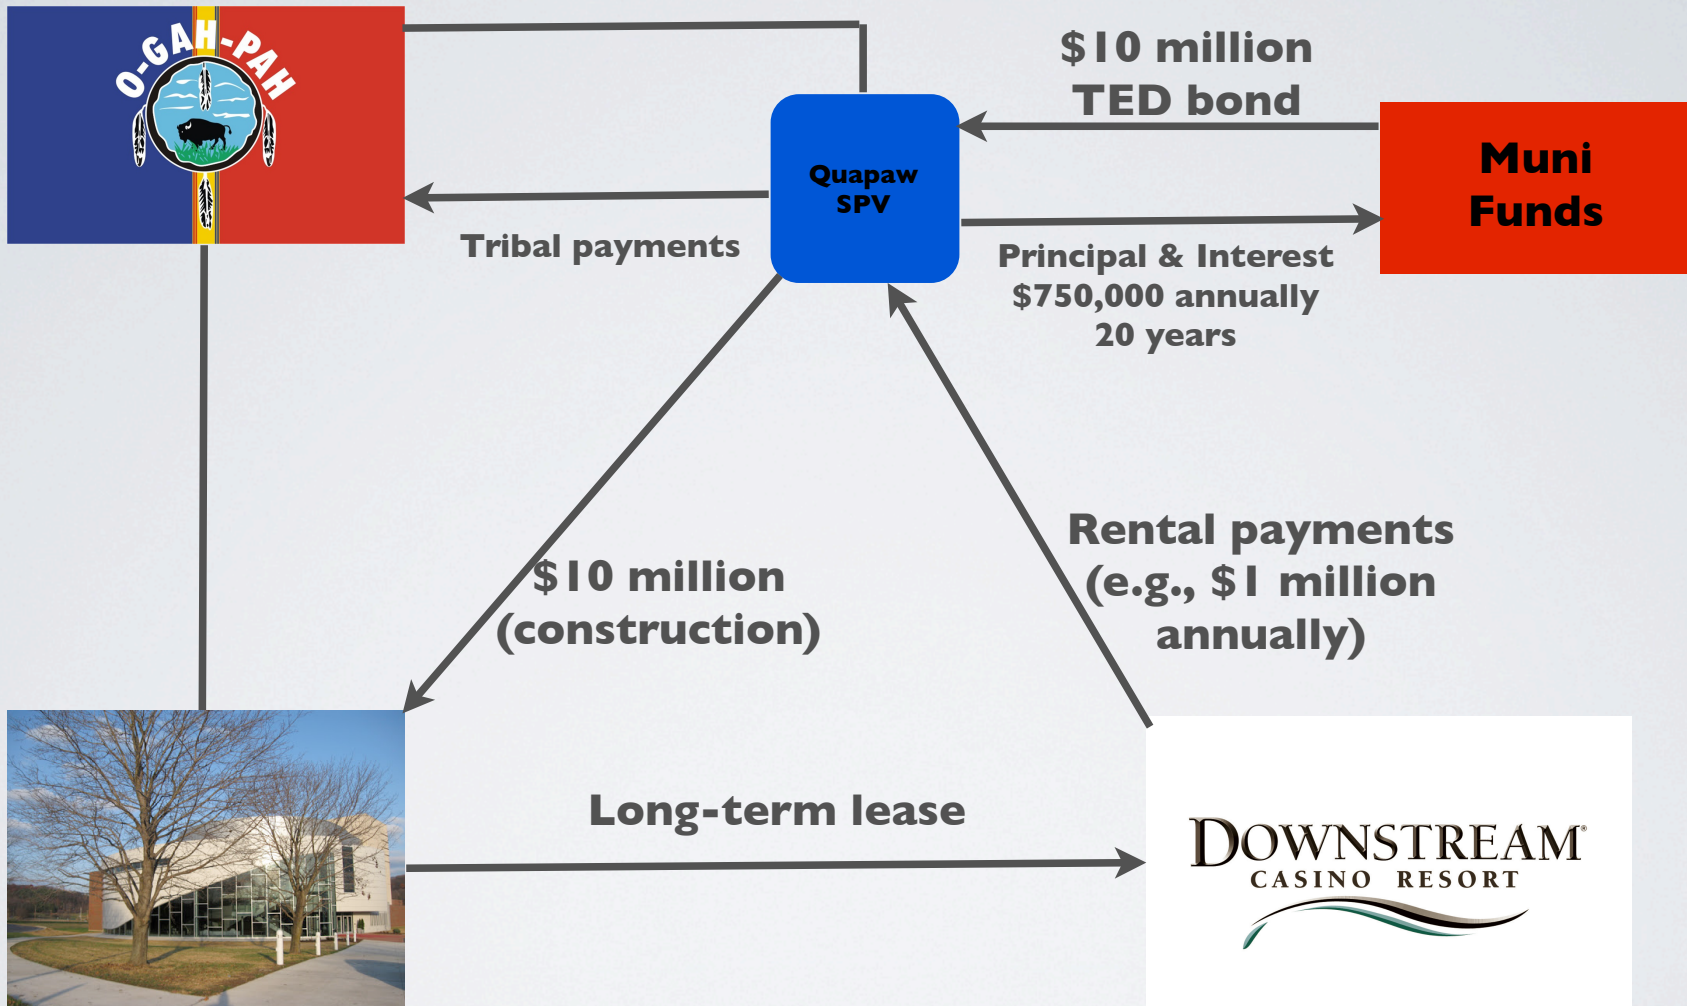 O-GAH-PAH
$10 million
TED bond
Muni
Funds
Quapaw
SPV
Tribal payments
Principal & Interest
$750,000 annually
20 years
Rental payments
(e.g., $1 million
annually)
$10 million
(construction)
Long-term lease
DOWNSTREAM®
CASINO RESORT